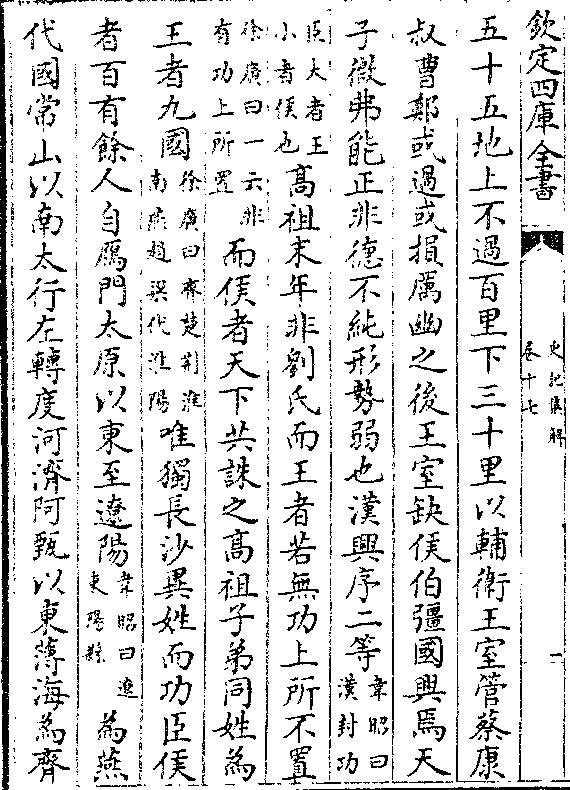 欽定四庫全書
史記集解
卷十七
一
五十五地上不過百里下三十里以輔衛王室管蔡康
叔曹鄭或過或損厲幽之後王室缺侯伯彊國興焉天
子微弗能正非德不純形勢弱也漢興序二等韋昭曰漢封功
臣大者王小者侯也高祖末年非劉氏而王者若無功上所不置
徐廣曰一云非有功上所置而侯者天下共誅之高祖子弟同姓為
王者九國徐廣曰齊楚荆淮南燕趙梁代淮陽唯獨長沙異姓而功臣侯
者百有餘人自雁門太原以東至遼陽韋昭曰遼東陽縣為燕
代國常山以南太行左轉度河濟阿甄以東薄海為齊